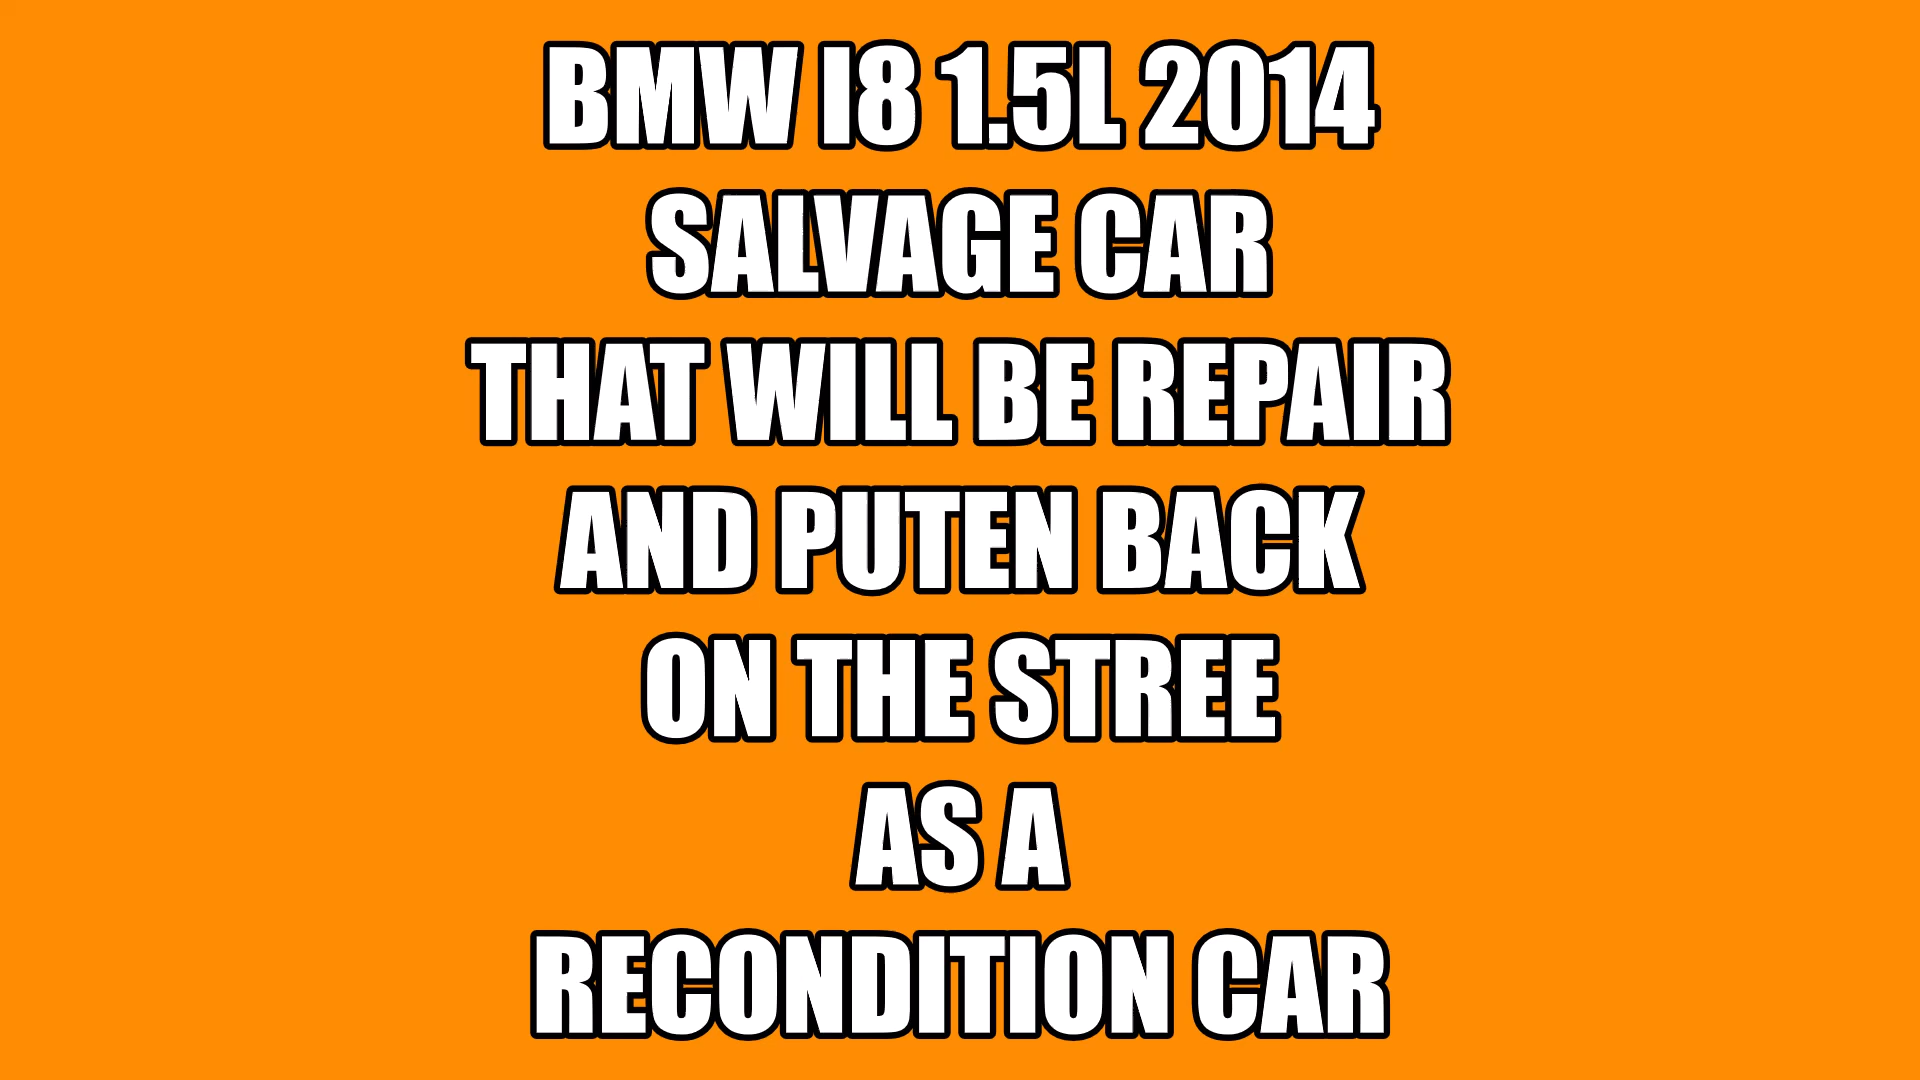 BMW I8 1.5L 2014
SALVAGE CAR
THAT WILL BE REPAIR
AND PUTEN BACK
ON THE STREE
AS A
RECONDITION CAR